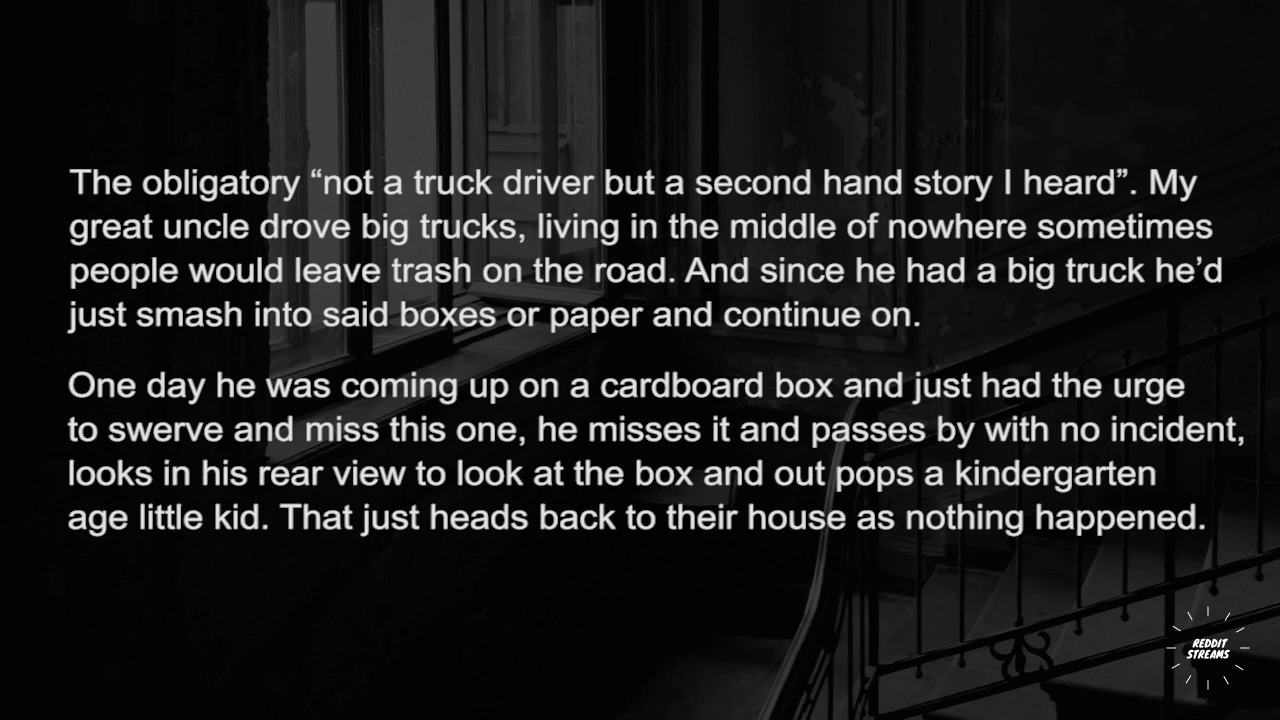 The obligatory “not a truck driver but a second hand story I heard”. My
great uncle drove big trucks, living in the middle of nowhere sometimes
people would leave trash on the road. And since he had a big truck he’d
just smash into said boxes or paper and continue on.
One day he was coming up on a cardboard box and just had the urge
to swerve and miss this one, he misses it and passes by with no incident,
looks in his rear view to look at the box and out pops a kindergarten
age little kid. That just heads back to their house as nothing happened.
REDDIT
STREAMS